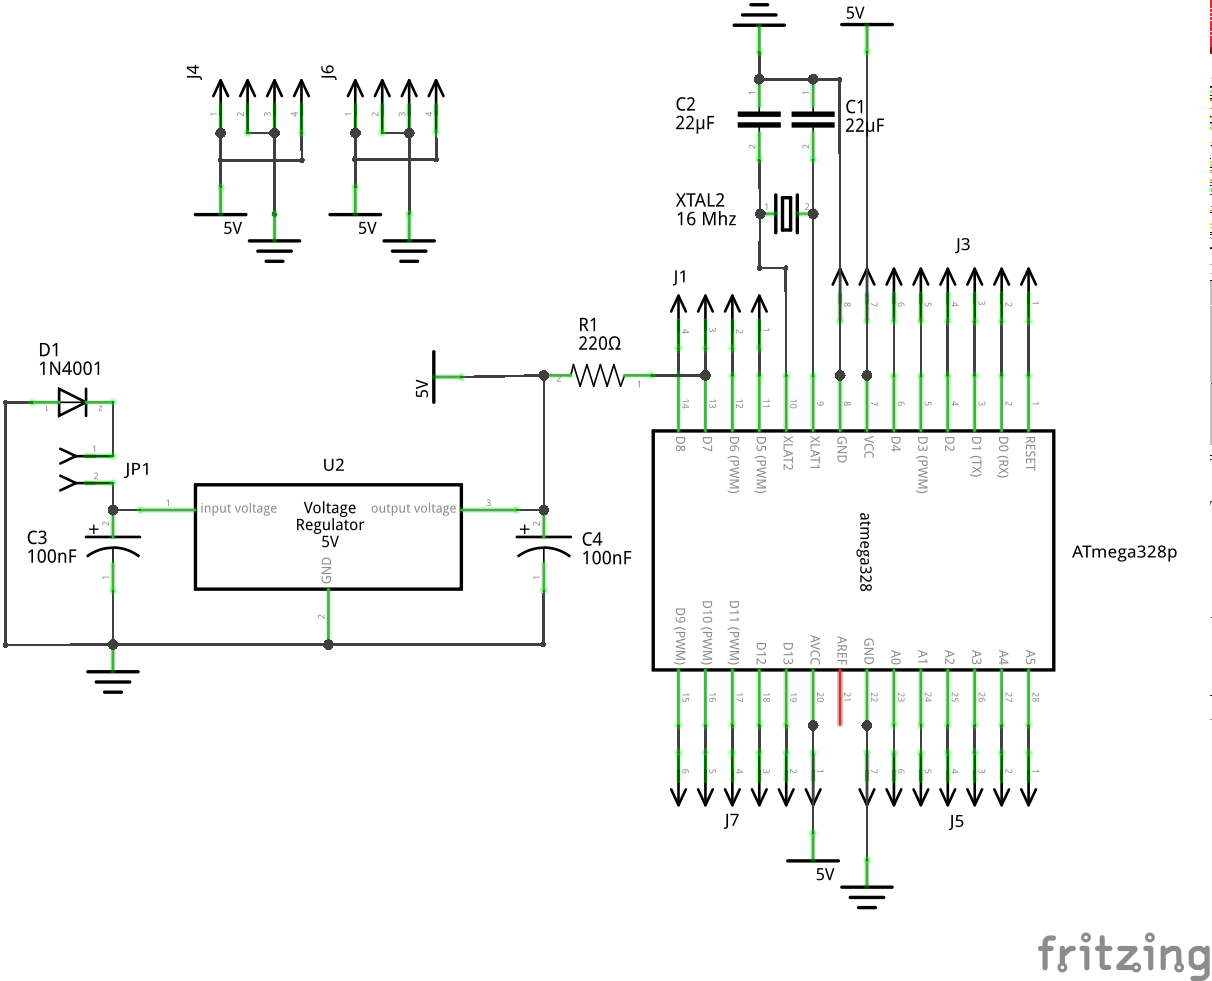 5V
J4
J6
1
2
3
4
1
2
3
4
5V
5V
C2
22µF
1
2
1
2
C1
22µF
XTAL2
16 Mhz
1
2
J3
8
7
6
5
4
3
2
1
J1
4
3
2
1
R1
220Ω
2
1
5V
D1
1N4001
1
2
1
2
JP1
U2
Voltage
Regulator
5V
input voltage
output voltage
GND
1
3
2
C3
100nF
+
2
1
C4
100nF
+
2
1
14
13
12
11
10
9
8
7
6
5
4
3
2
1
D8
D7
D6 (PWM)
D5 (PWM)
XLAT2
XLAT1
GND
VCC
D4
D3 (PWM)
D2
D1 (TX)
D0 (RX)
RESET
atmega328
ATmega328p
D9 (PWM)
D10 (PWM)
D11 (PWM)
D12
D13
AVCC
AREF
GND
A0
A1
A2
A3
A4
A5
15
16
17
18
19
20
21
22
23
24
25
26
27
28
6
5
4
3
2
1
7
6
5
4
3
2
1
J7
J5
5V
fritzing